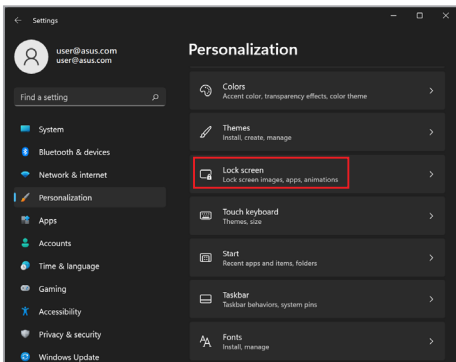 Settings
user@asus.com
user@asus.com
Find a setting
System
Bluetooth & devices
Network & internet
Personalization
Apps
Accounts
Time & language
Gaming
Accessibility
Privacy & security
Windows Update
Personalization
Colors
Accent color, transparency effects, color theme
Themes
Install, create, manage
Lock screen
Lock screen images, apps, animations
Touch keyboard
Themes, size
Start
Recent apps and items, folders
Taskbar
Taskbar behaviors, system pins
Fonts
Install, manage